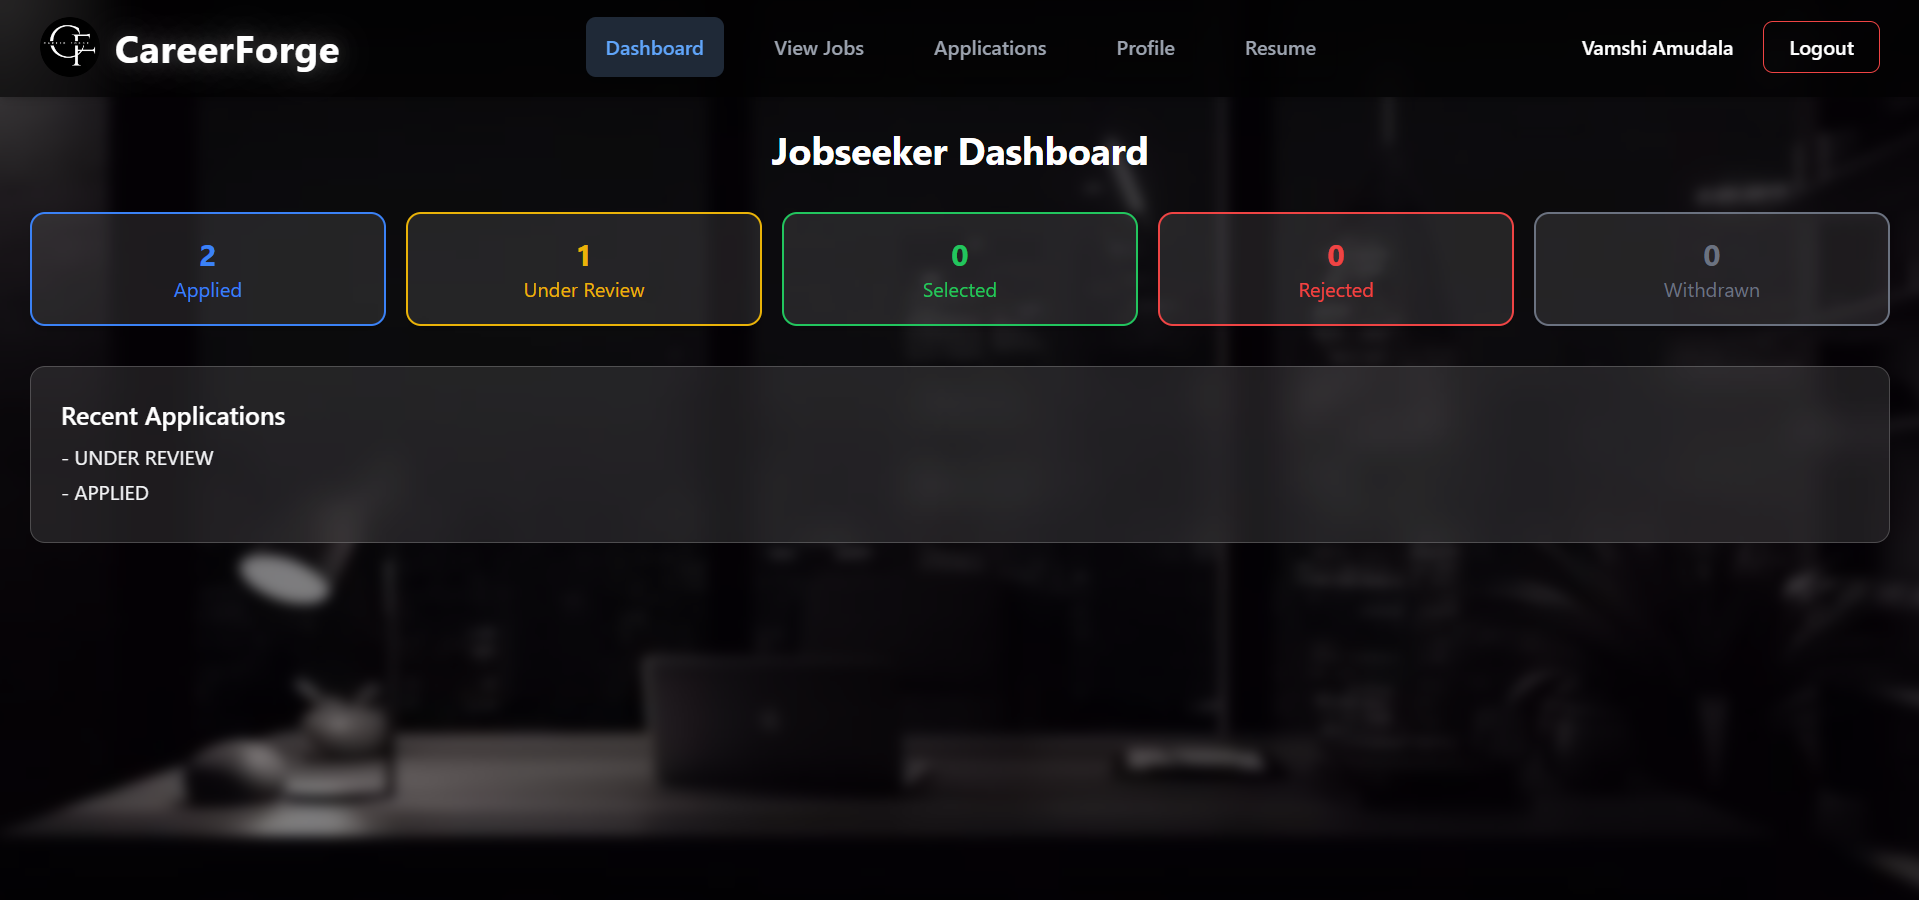 CF
CareerForge
Dashboard
View Jobs
Applications
Profile
Resume
Vamshi Amudala
Logout
Jobseeker Dashboard
2
Applied
1
Under Review
0
Selected
0
Rejected
0
Withdrawn
Recent Applications
- UNDER REVIEW
- APPLIED